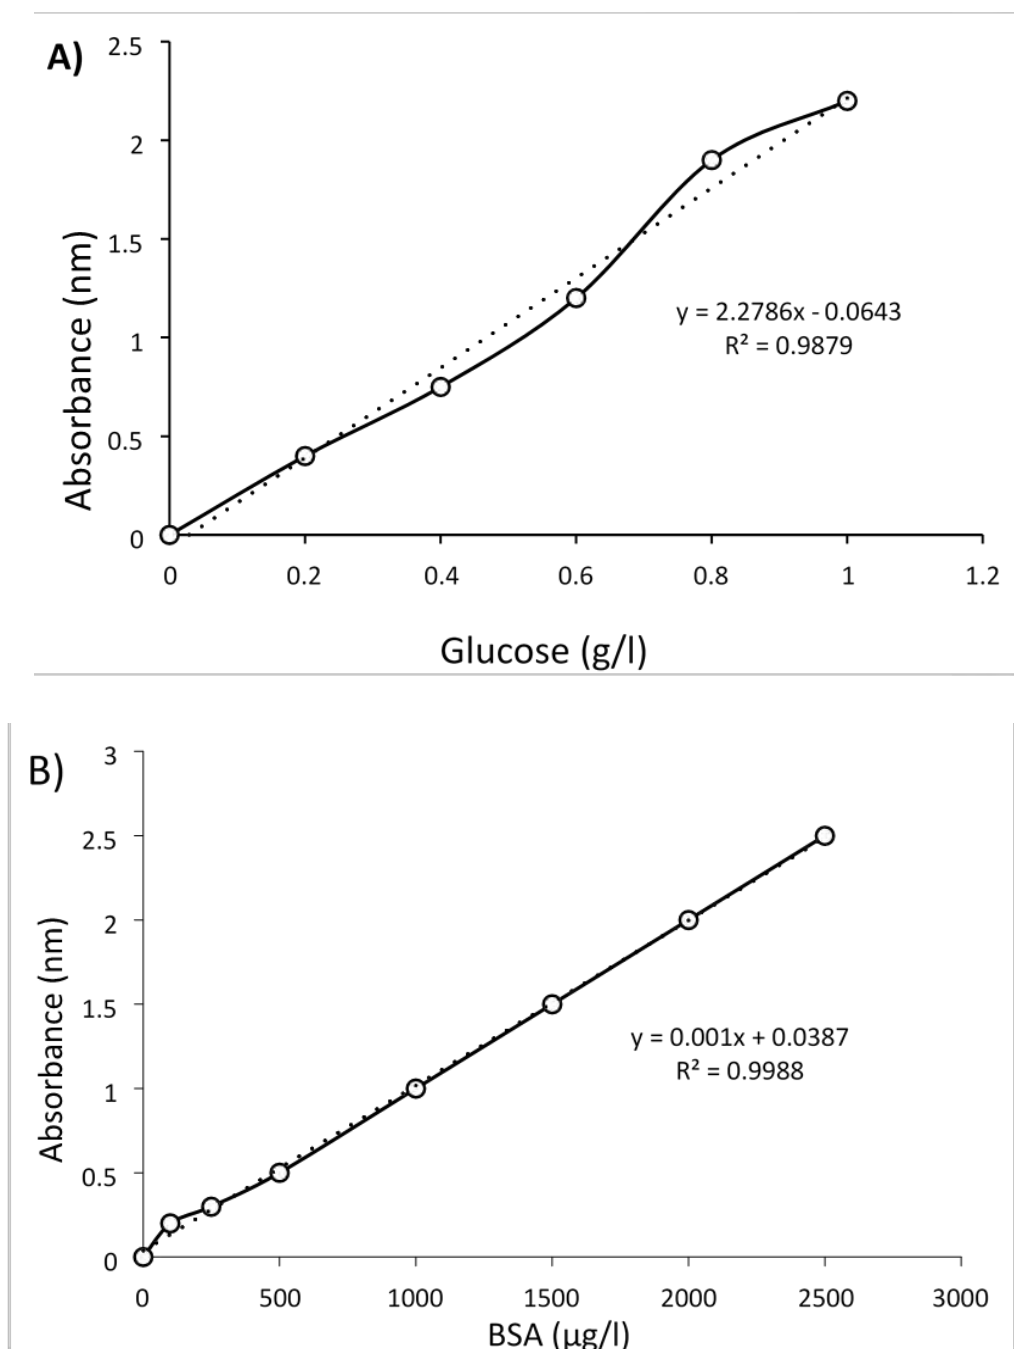 A)
2.5
2
1.5
1
0.5
0
Absorbance (nm)
y = 2.2786x - 0.0643
R² = 0.9879
0 0.2 0.4 0.6 0.8 1 1.2
Glucose (g/l)
B)
3
2.5
2
1.5
1
0.5
0
Absorbance (nm)
y = 0.001x + 0.0387
R² = 0.9988
0 500 1000 1500 2000 2500 3000
BSA (µg/l)